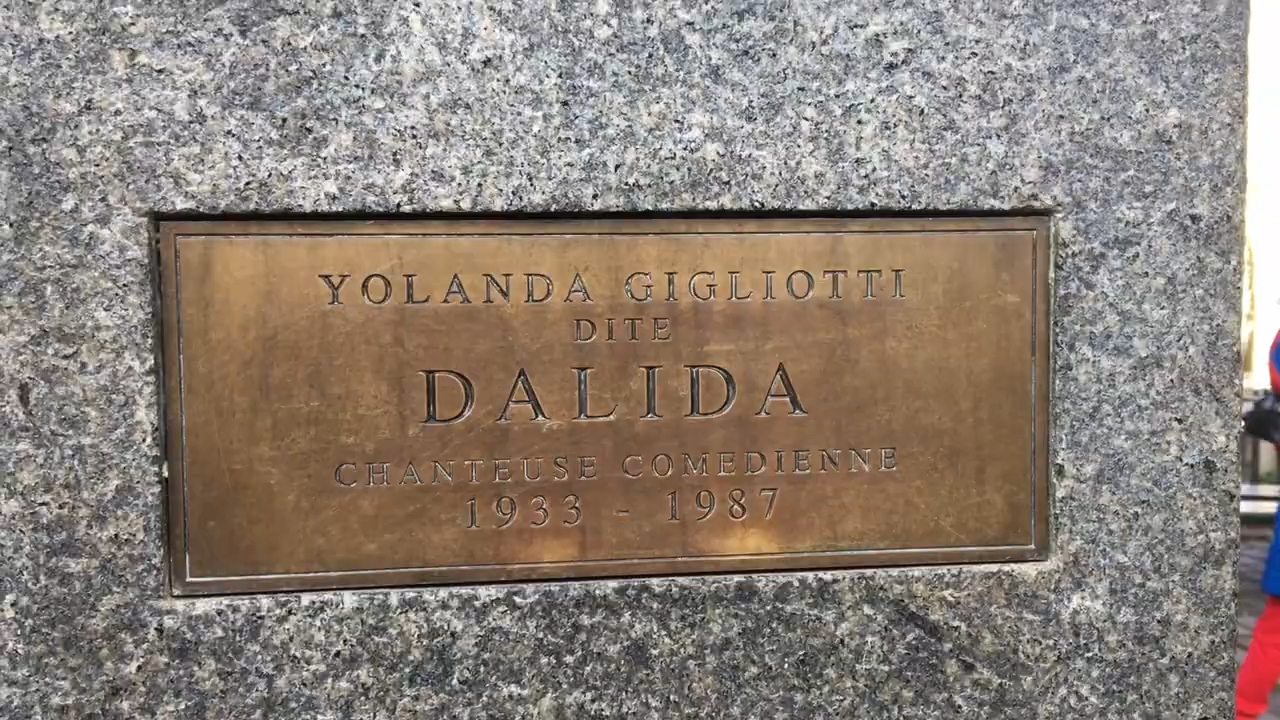 YOLANDA GIGLIOTTI
DITE
DALIDA
CHANTEUSE COMEDIENNE
1933 - 1987